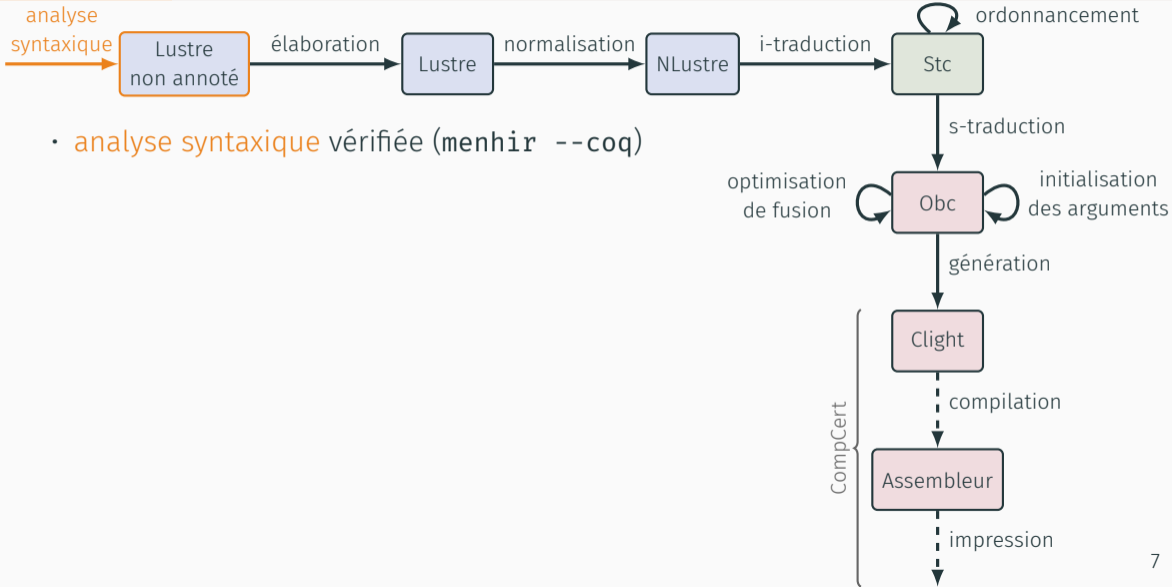 analyse
syntaxique
Lustre
non annoté
élaboration
Lustre
normalisation
NLustre
i-traduction
Stc
ordonnancement
· analyse syntaxique vérifiée (menhir --coq)
s-traduction
optimisation
de fusion
Obc
initialisation
des arguments
génération
Clight
CompCert
compilation
Assembleur
impression
7